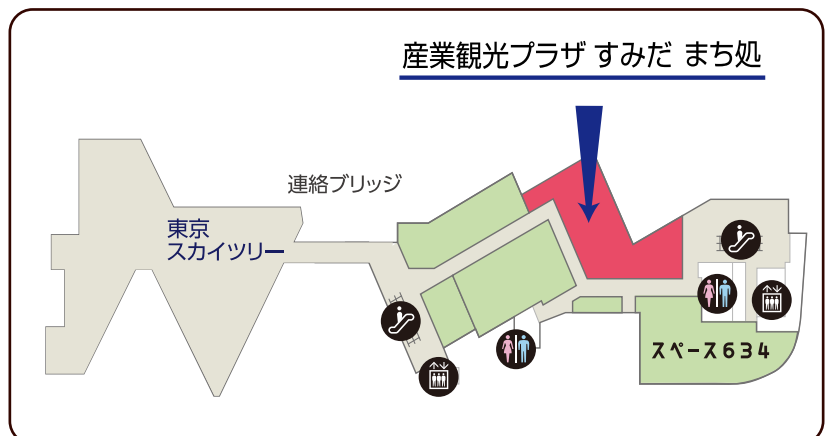 産業観光プラザ すみだ まち処
連絡ブリッジ
東京
スカイツリー
スペース634